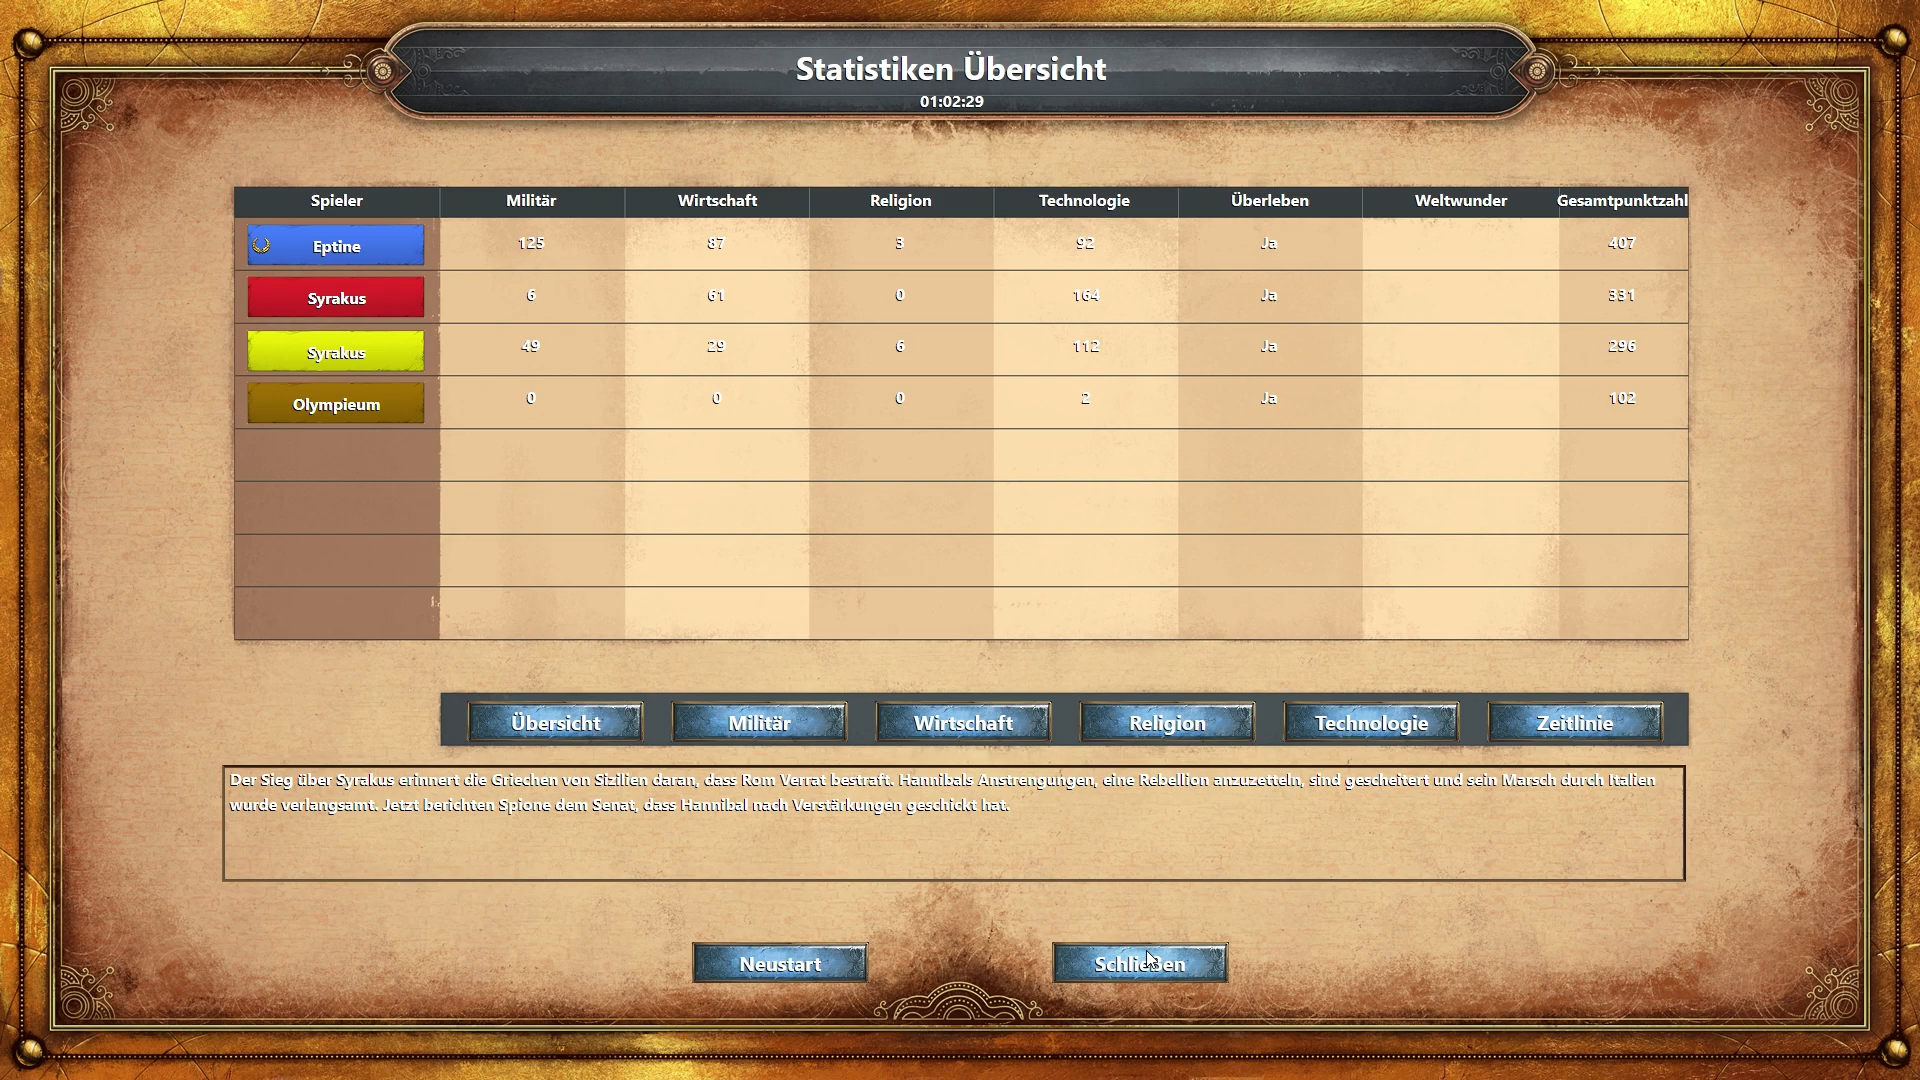 Statistiken Übersicht
01:02:29
Spieler Militär Wirtschaft Religion Technologie Überleben Weltwunder Gesamtpunktzahl
Eptine 125 87 3 92 Ja 407
Syrakus 6 61 0 164 Ja 331
Syrakus 49 29 6 112 Ja 296
Olympieum 0 0 0 2 Ja 102
Übersicht Militär Wirtschaft Religion Technologie Zeitlinie
Der Sieg über Syrakus erinnert die Griechen von Sizilien daran, dass Rom Verrat bestraft. Hannibals Anstrengungen, eine Rebellion anzuzetteln, sind gescheitert und sein Marsch durch Italien
wurde verlangsamt. Jetzt berichten Spione dem Senat, dass Hannibal nach Verstärkungen geschickt hat.
Neustart Schließen